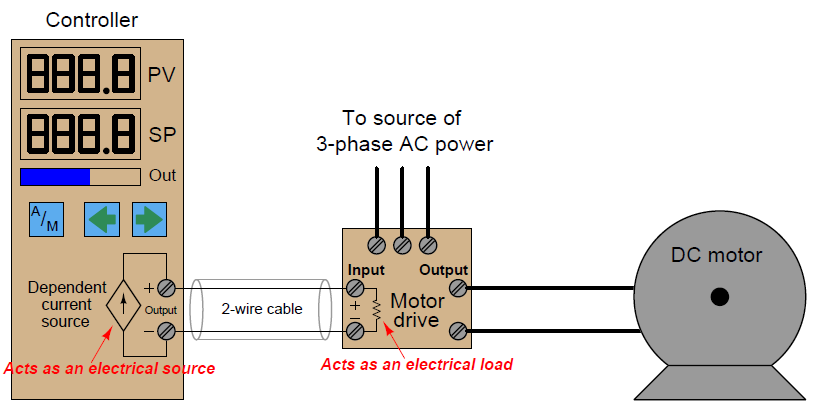 Controller
888.8
PV
888.8
SP
Out
A/M
To source of
3-phase AC power
Dependent
current
source
+
Output
−
Acts as an electrical source
2-wire cable
Input
Output
+
−
Motor
drive
Acts as an electrical load
DC motor